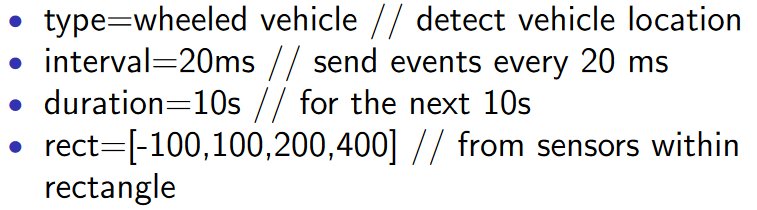 • type=wheeled vehicle // detect vehicle location
• interval=20ms // send events every 20 ms
• duration=10s // for the next 10s
• rect=[-100,100,200,400] // from sensors within
rectangle